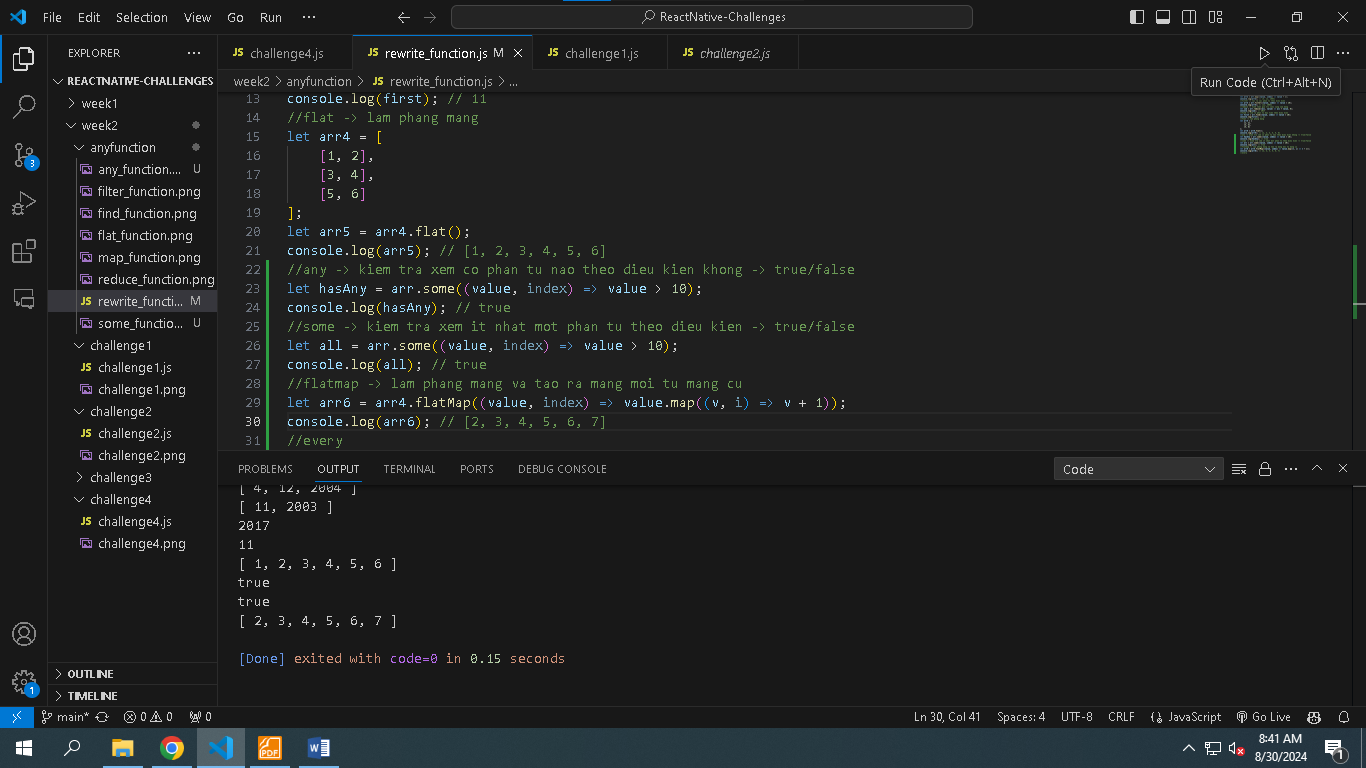 File Edit Selection View Go Run ···
ReactNative-Challenges
EXPLORER ···
REACTNATIVE-CHALLENGES
week1
week2
anyfunction
any_function.... U
filter_function.png
find_function.png
flat_function.png
map_function.png
reduce_function.png
JS rewrite_functi... M
some_functio... U
challenge1
JS challenge1.js
challenge1.png
challenge2
JS challenge2.js
challenge2.png
challenge3
challenge4
JS challenge4.js
challenge4.png
OUTLINE
TIMELINE
JS challenge4.js JS rewrite_function.js M JS challenge1.js JS challenge2.js
week2 > anyfunction > JS rewrite_function.js > ...
Run Code (Ctrl+Alt+N)
13 console.log(first); // 11
14 //flat -> lam phang mang
15 let arr4 = [
16 [1, 2],
17 [3, 4],
18 [5, 6]
19 ];
20 let arr5 = arr4.flat();
21 console.log(arr5); // [1, 2, 3, 4, 5, 6]
22 //any -> kiem tra xem co phan tu nao theo dieu kien khong -> true/false
23 let hasAny = arr.some((value, index) => value > 10);
24 console.log(hasAny); // true
25 //some -> kiem tra xem it nhat mot phan tu theo dieu kien -> true/false
26 let all = arr.some((value, index) => value > 10);
27 console.log(all); // true
28 //flatmap -> lam phang mang va tao ra mang moi tu mang cu
29 let arr6 = arr4.flatMap((value, index) => value.map((v, i) => v + 1));
30 console.log(arr6); // [2, 3, 4, 5, 6, 7]
31 //every
PROBLEMS OUTPUT TERMINAL PORTS DEBUG CONSOLE Code
[ 4, 12, 2004 ]
[ 11, 2003 ]
2017
11
[ 1, 2, 3, 4, 5, 6 ]
true
true
[ 2, 3, 4, 5, 6, 7 ]
[Done] exited with code=0 in 0.15 seconds
3
1
main* 0 0 0 Ln 30, Col 41 Spaces: 4 UTF-8 CRLF JavaScript Go Live
PDF
8:41 AM
8/30/2024
1